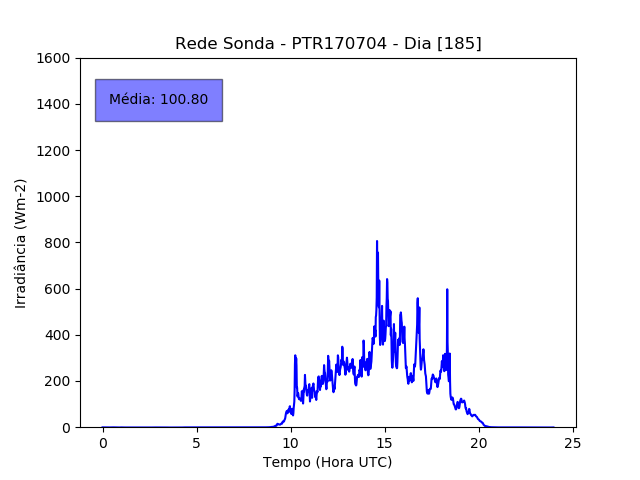 Rede Sonda - PTR170704 - Dia [185]
1600
1400
1200
1000
800
600
400
200
0
Média: 100.80
Irradiância (Wm-2)
0 5 10 15 20 25
Tempo (Hora UTC)